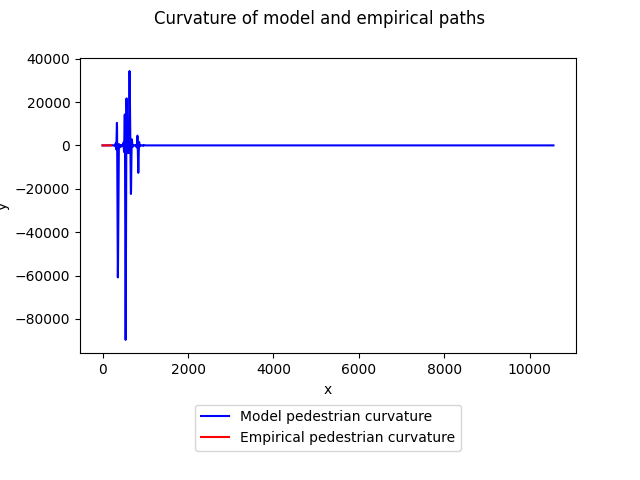 Curvature of model and empirical paths
40000
20000
0
−20000
−40000
−60000
−80000
y
0 2000 4000 6000 8000 10000
x
Model pedestrian curvature
Empirical pedestrian curvature